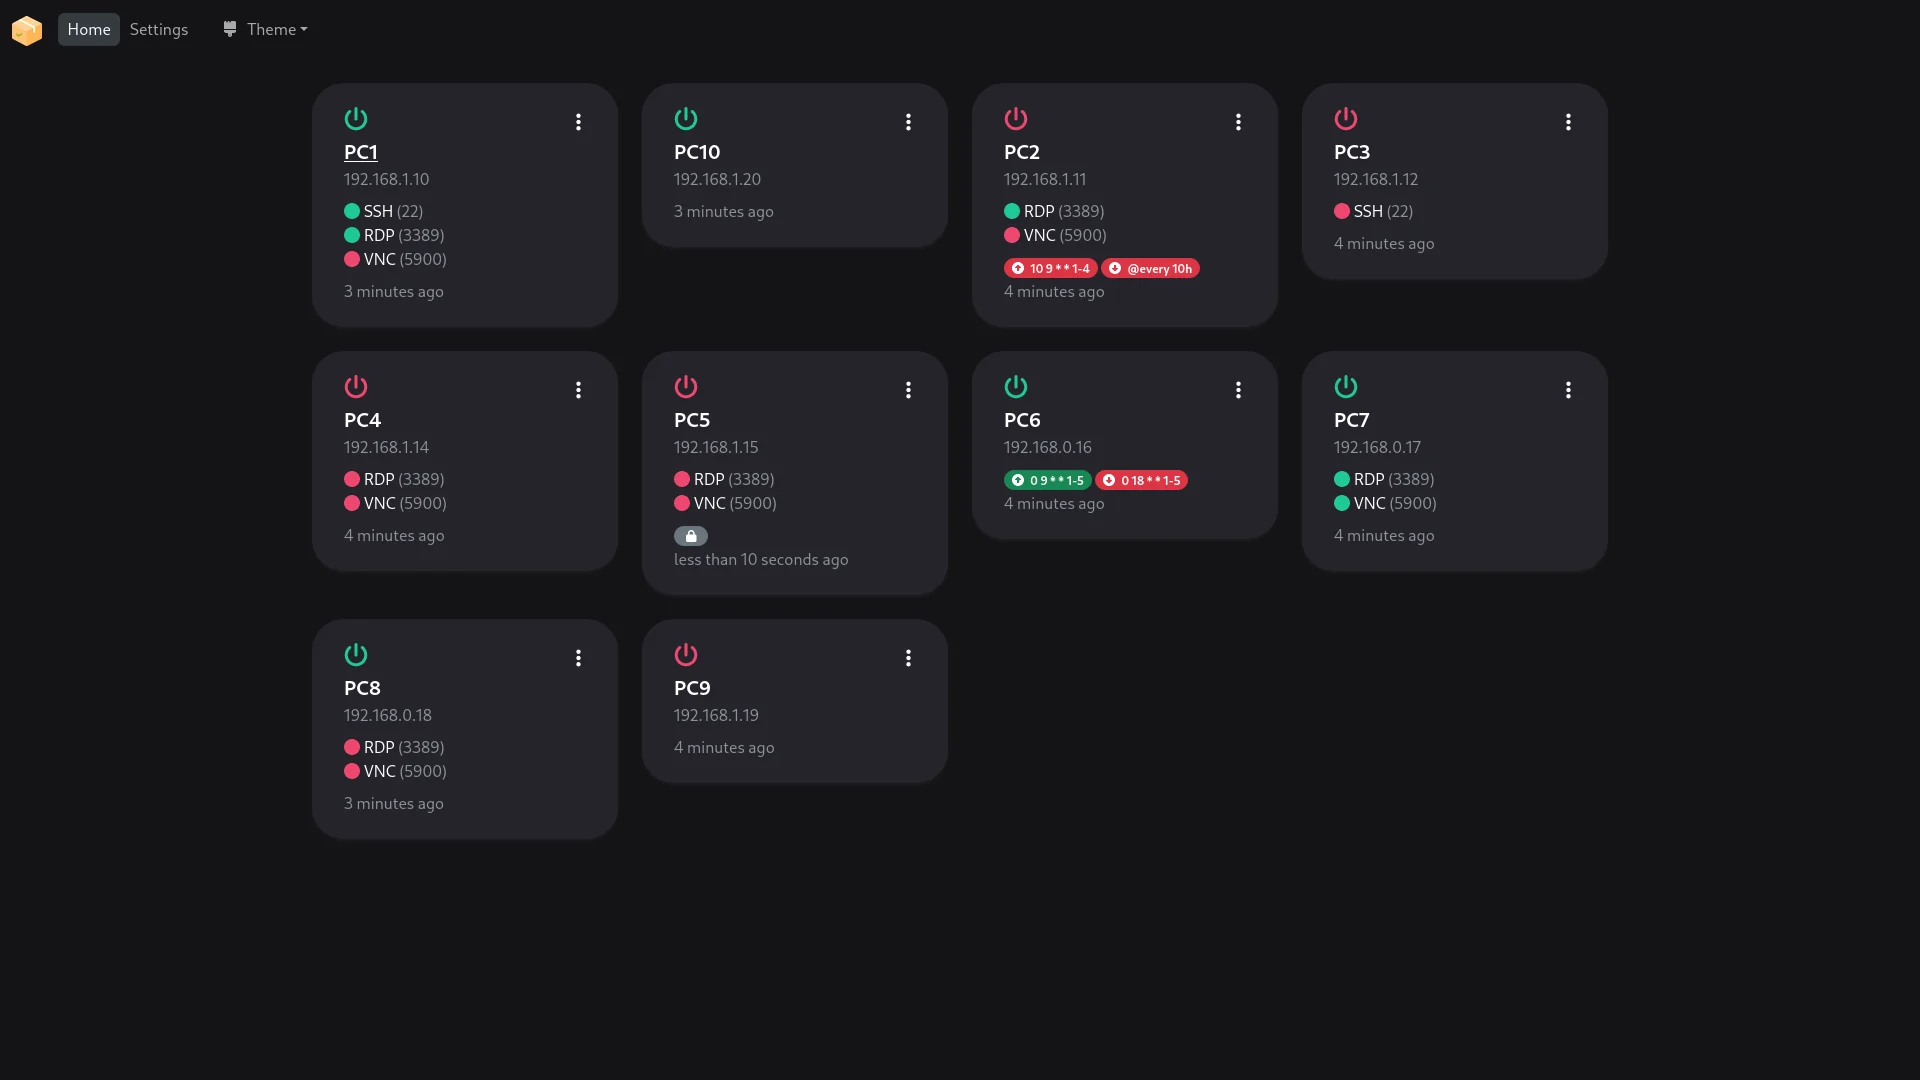 Home Settings Theme
PC1
192.168.1.10
SSH (22)
RDP (3389)
VNC (5900)
3 minutes ago
PC10
192.168.1.20
3 minutes ago
PC2
192.168.1.11
RDP (3389)
VNC (5900)
10 9 * * 1-4 @every 10h
4 minutes ago
PC3
192.168.1.12
SSH (22)
4 minutes ago
PC4
192.168.1.14
RDP (3389)
VNC (5900)
4 minutes ago
PC5
192.168.1.15
RDP (3389)
VNC (5900)
less than 10 seconds ago
PC6
192.168.0.16
0 9 * * 1-5 0 18 * * 1-5
4 minutes ago
PC7
192.168.0.17
RDP (3389)
VNC (5900)
4 minutes ago
PC8
192.168.0.18
RDP (3389)
VNC (5900)
3 minutes ago
PC9
192.168.1.19
4 minutes ago